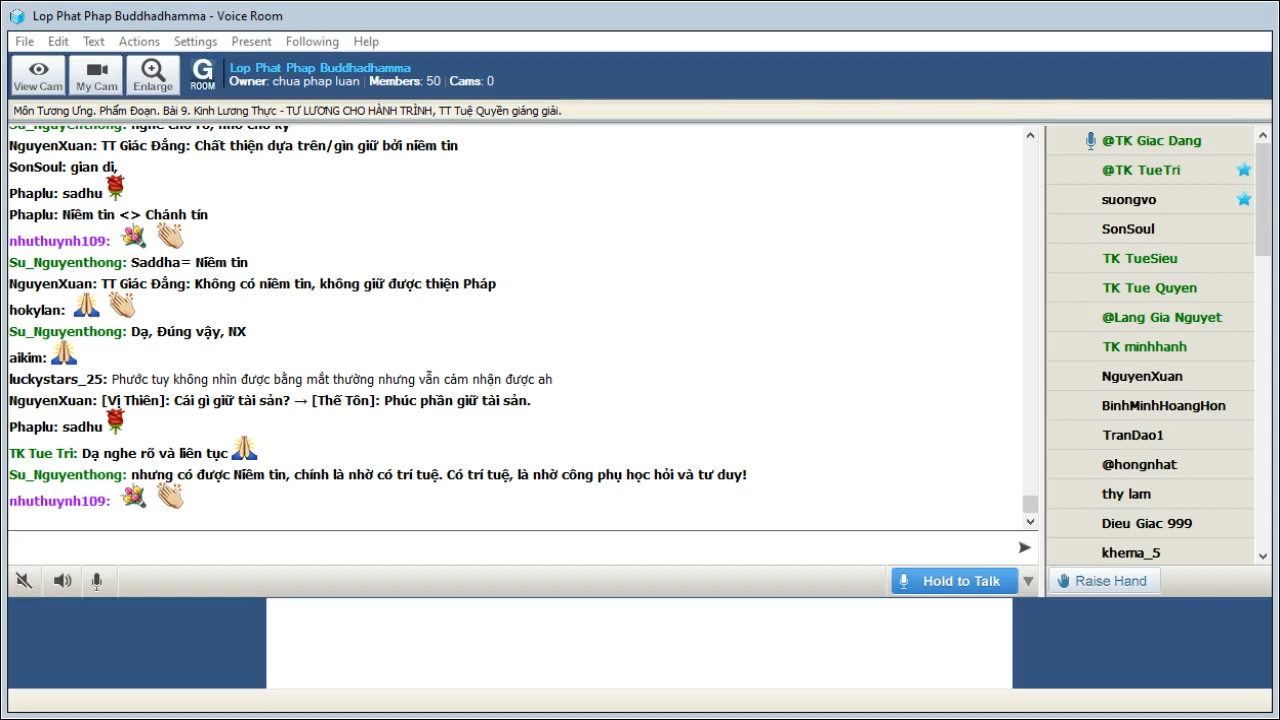 Lop Phat Phap Buddhadhamma - Voice Room
File Edit Text Actions Settings Present Following Help
View Cam My Cam Enlarge G ROOM
Lop Phat Phap Buddhadhamma
Owner: chua phap luan | Members: 50 | Cams: 0
Môn Tương Ưng. Phẩm Đoạn. Bài 9. Kinh Lương Thực - TƯ LƯƠNG CHO HÀNH TRÌNH, TT Tuệ Quyền giảng giải.
Su_Nguyenthong: nghe cho rõ, nhớ cho kỹ
NguyenXuan: TT Giác Đẳng: Chất thiện dựa trên/gìn giữ bởi niềm tin
SonSoul: gian dị,
Phaplu: sadhu
Phaplu: Niềm tin <> Chánh tín
nhuthuynh109:
Su_Nguyenthong: Saddha= Niềm tin
NguyenXuan: TT Giác Đẳng: Không có niềm tin, không giữ được thiện Pháp
hokylan:
Su_Nguyenthong: Dạ, Đúng vậy, NX
aikim:
luckystars_25: Phước tuy không nhìn được bằng mắt thường nhưng vẫn cảm nhận được ah
NguyenXuan: [Vị Thiên]: Cái gì giữ tài sản? → [Thế Tôn]: Phúc phần giữ tài sản.
Phaplu: sadhu
TK Tue Tri: Dạ nghe rõ và liên tục
Su_Nguyenthong: nhưng có được Niềm tin, chính là nhờ có trí tuệ. Có trí tuệ, là nhờ công phụ học hỏi và tư duy!
nhuthuynh109:
@TK Giac Dang
@TK TueTri
suongvo
SonSoul
TK TueSieu
TK Tue Quyen
@Lang Gia Nguyet
TK minhhanh
NguyenXuan
BinhMinhHoangHon
TranDao1
@hongnhat
thy lam
Dieu Giac 999
khema_5
Hold to Talk
Raise Hand